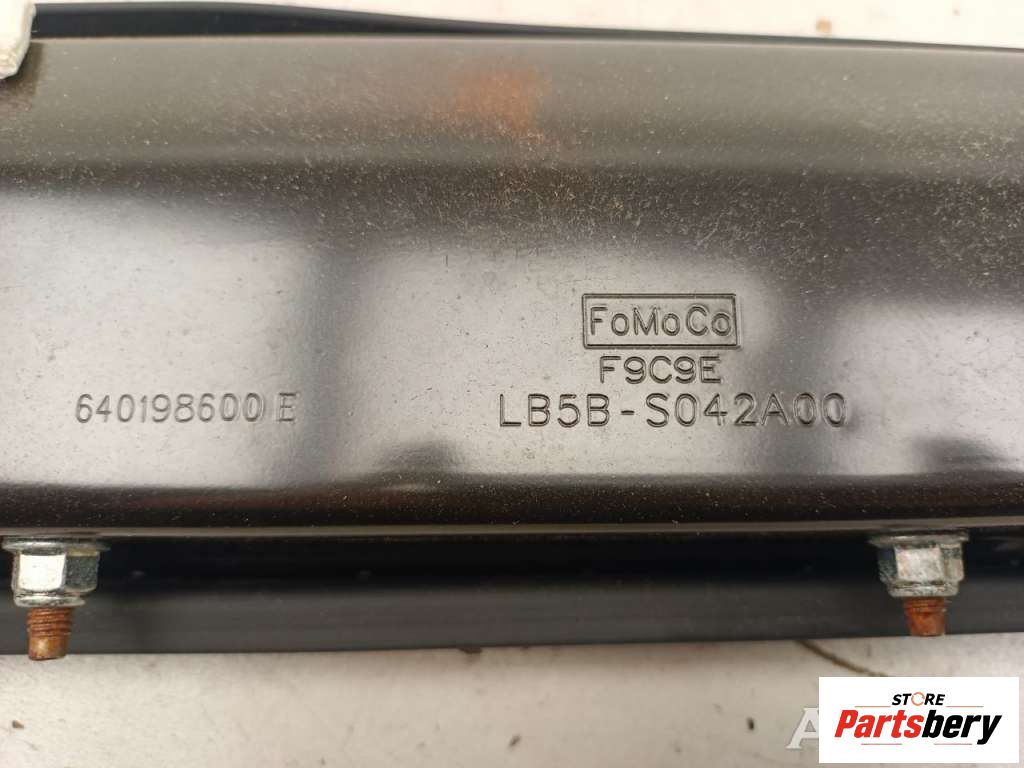 FoMoCo
F9C9E
640198600 E
LB5B-S042A00
STORE
Partsbery